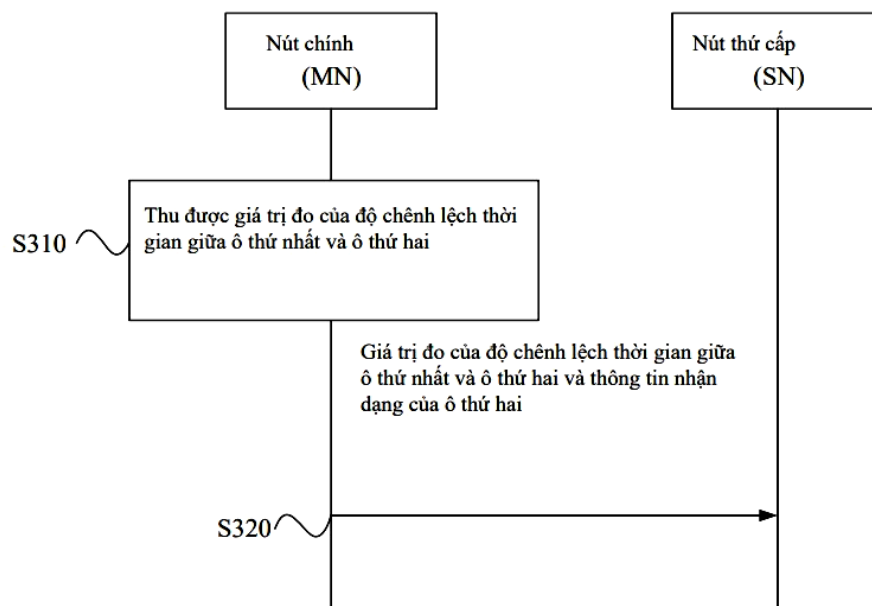 Nút chính
(MN)
Nút thứ cấp
(SN)
Thu được giá trị đo của độ chênh lệch thời
gian giữa ô thứ nhất và ô thứ hai
S310
Giá trị đo của độ chênh lệch thời gian giữa
ô thứ nhất và ô thứ hai và thông tin nhận
dạng của ô thứ hai
S320